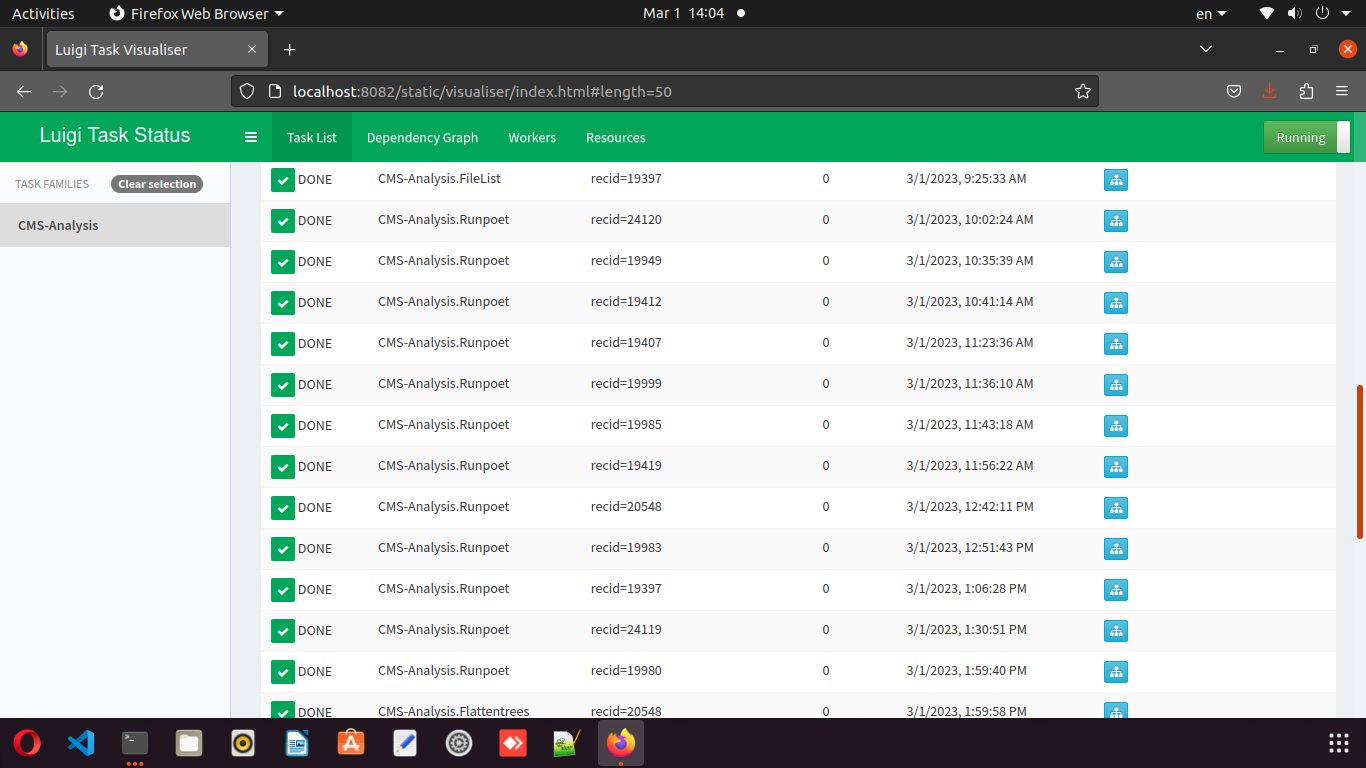 Activities Firefox Web Browser Mar 1 14:04 en
Luigi Task Visualiser
localhost:8082/static/visualiser/index.html#length=50
Luigi Task Status Task List Dependency Graph Workers Resources Running
TASK FAMILIES Clear selection
CMS-Analysis
DONE CMS-Analysis.FileList recid=19397 0 3/1/2023, 9:25:33 AM
DONE CMS-Analysis.Runpoet recid=24120 0 3/1/2023, 10:02:24 AM
DONE CMS-Analysis.Runpoet recid=19949 0 3/1/2023, 10:35:39 AM
DONE CMS-Analysis.Runpoet recid=19412 0 3/1/2023, 10:41:14 AM
DONE CMS-Analysis.Runpoet recid=19407 0 3/1/2023, 11:23:36 AM
DONE CMS-Analysis.Runpoet recid=19999 0 3/1/2023, 11:36:10 AM
DONE CMS-Analysis.Runpoet recid=19985 0 3/1/2023, 11:43:18 AM
DONE CMS-Analysis.Runpoet recid=19419 0 3/1/2023, 11:56:22 AM
DONE CMS-Analysis.Runpoet recid=20548 0 3/1/2023, 12:42:11 PM
DONE CMS-Analysis.Runpoet recid=19983 0 3/1/2023, 12:51:43 PM
DONE CMS-Analysis.Runpoet recid=19397 0 3/1/2023, 1:06:28 PM
DONE CMS-Analysis.Runpoet recid=24119 0 3/1/2023, 1:30:51 PM
DONE CMS-Analysis.Runpoet recid=19980 0 3/1/2023, 1:59:40 PM
DONE CMS-Analysis.Flattentrees recid=20548 0 3/1/2023, 1:59:58 PM